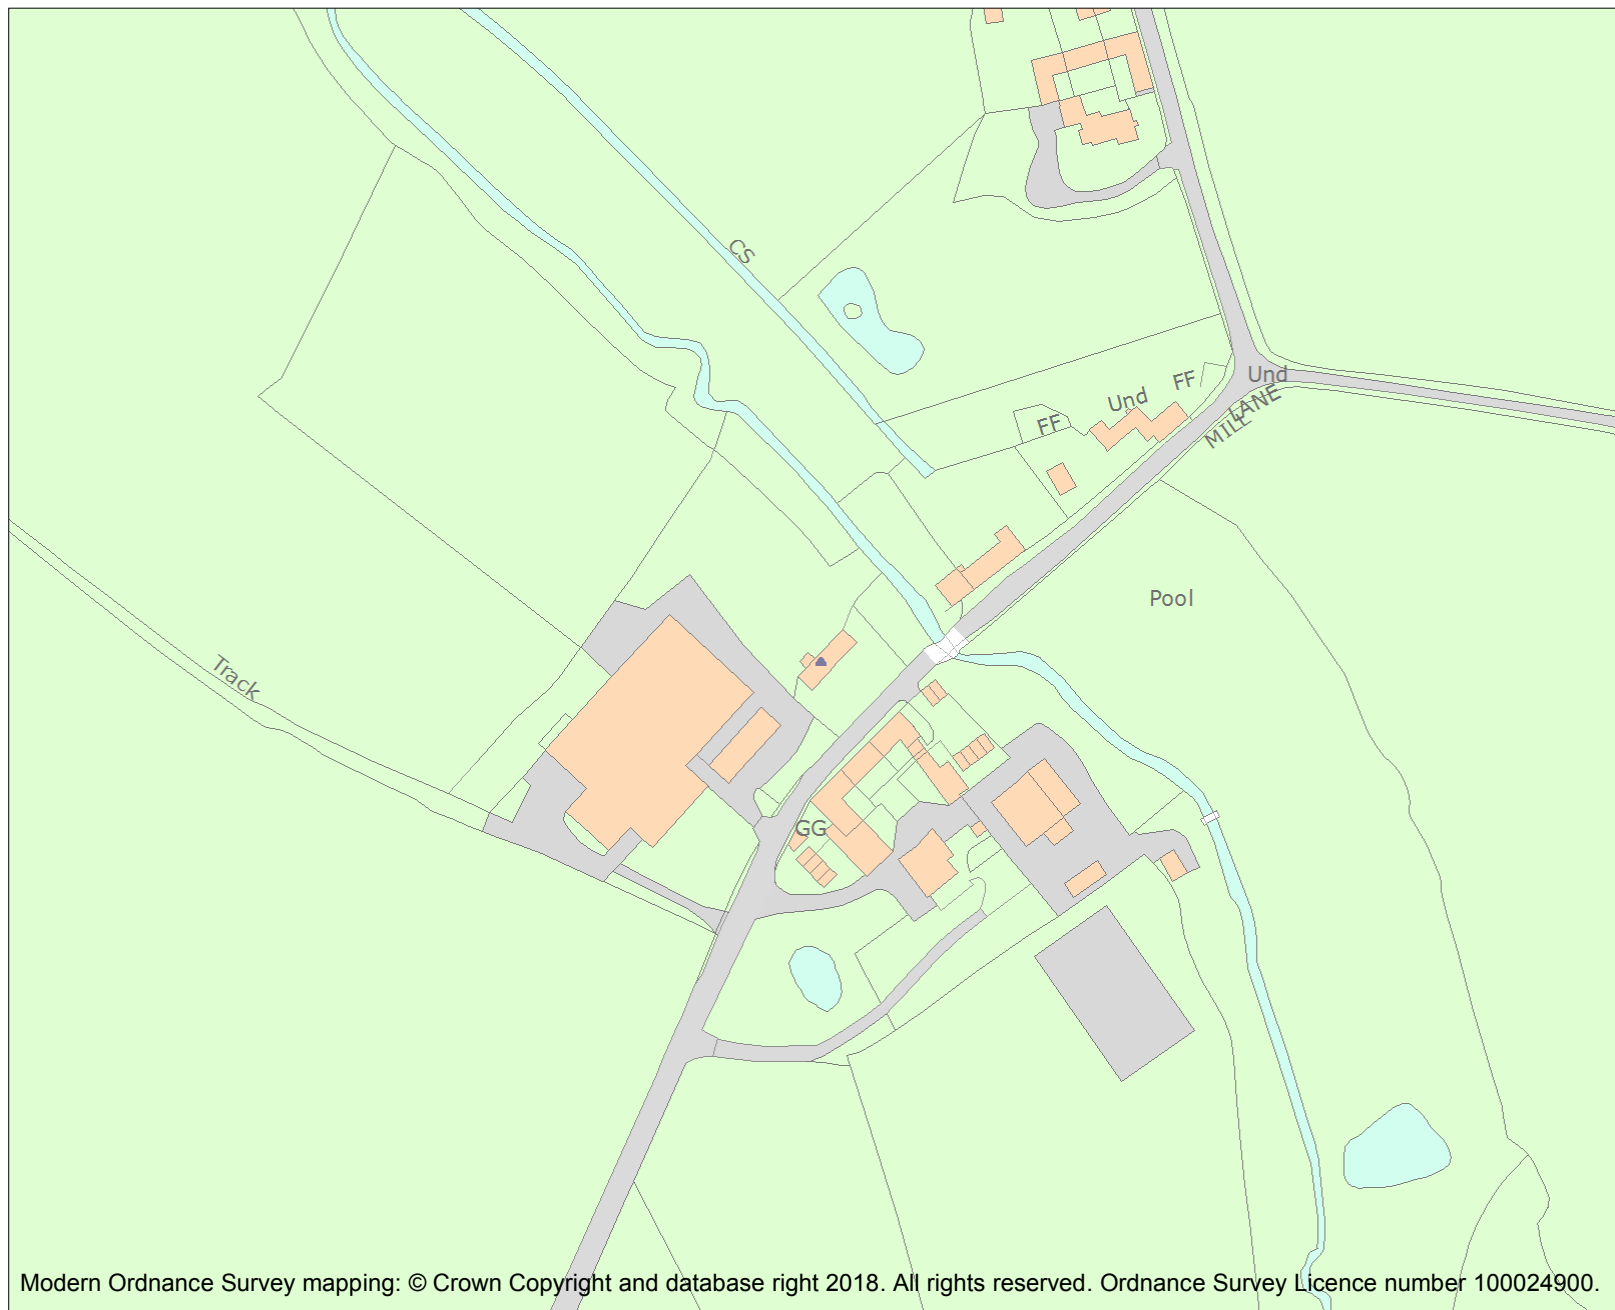 CS
Und
FF
Und
FF
MILL LANE
Pool
Track
GG
Modern Ordnance Survey mapping: © Crown Copyright and database right 2018. All rights reserved. Ordnance Survey Licence number 100024900.